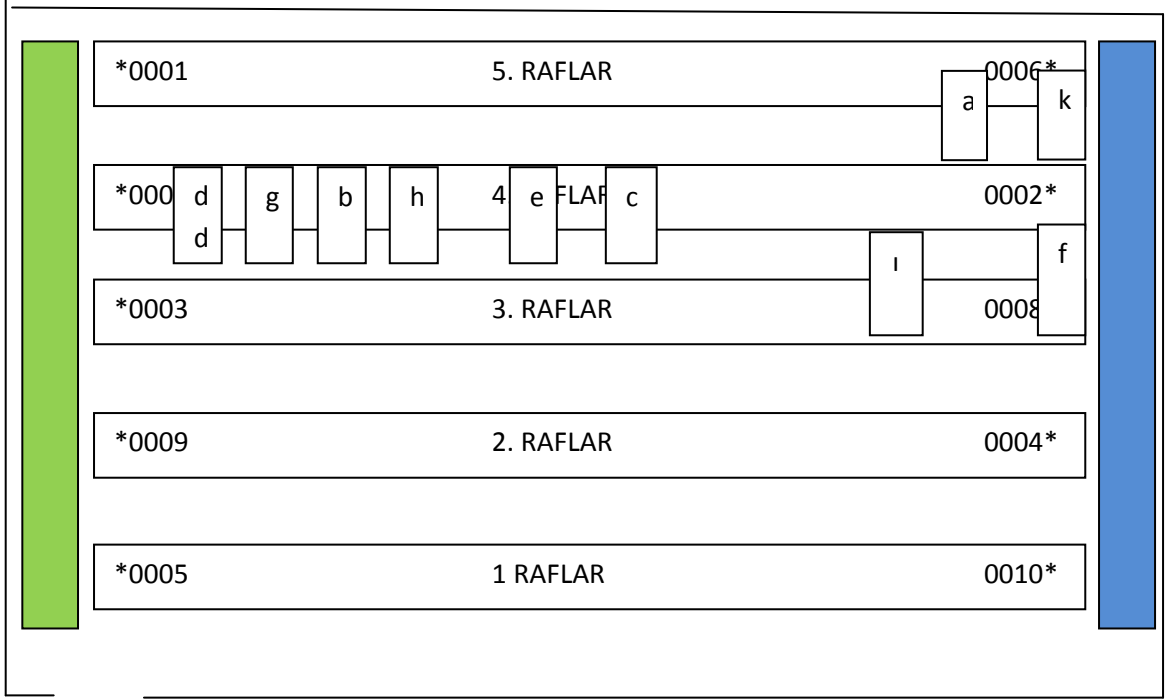 *0001 5. RAFLAR 0006*
a k
*000 4 FLAR 0002*
d g b h e c
d
ı f
*0003 3. RAFLAR 0008
*0009 2. RAFLAR 0004*
*0005 1 RAFLAR 0010*